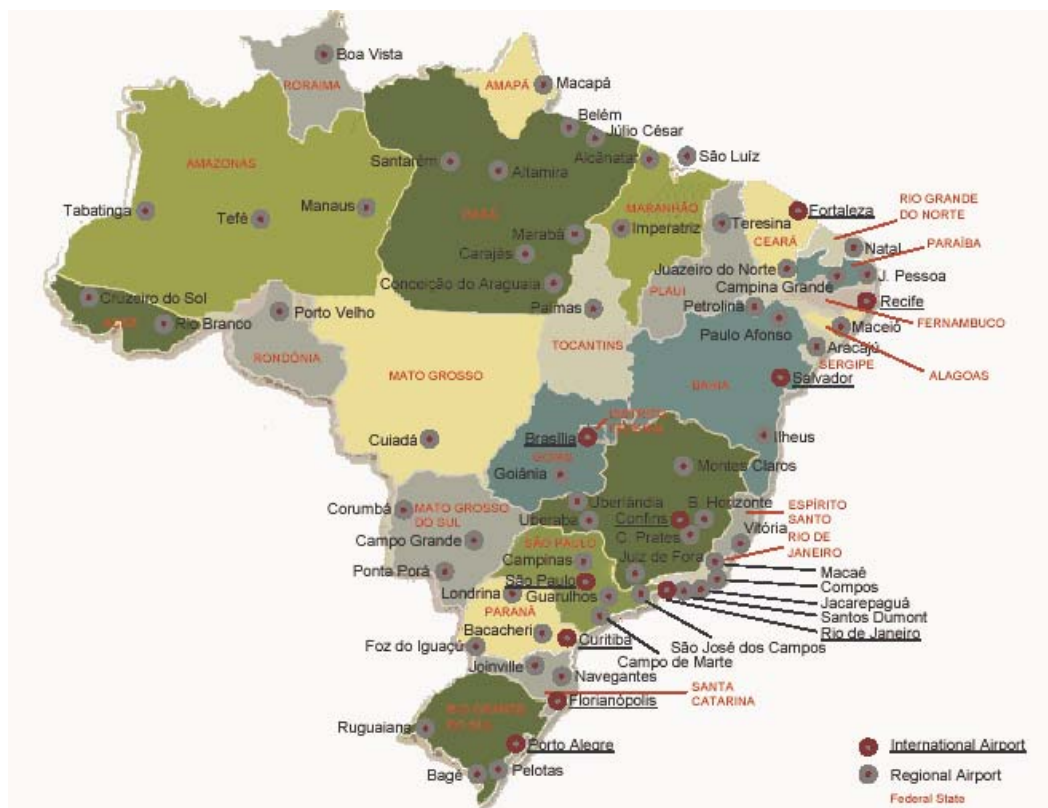 Boa Vista
RORAIMA
AMAPÁ
Macapá
Belém
Júlio César
Santarém
Altamira
Alcânatar
São Luíz
AMAZONAS
Tabatinga
Tefé
Manaus
PARÁ
MARANHÃO
Imperatriz
Teresina
Fortaleza
CEARÁ
RIO GRANDE
DO NORTE
Natal
PARAÍBA
Marabá
Carajás
Conceição do Araguaia
Juazeiro do Norte
Campina Grande
J. Pessoa
PLAUI
Petrolina
Recife
FERNAMBUCO
Cruzeiro do Sol
ACRE
Rio Branco
Porto Velho
RONDÔNIA
Palmas
TOCANTINS
Paulo Afonso
Maceió
Aracajú
SERGIPE
ALAGOAS
MATO GROSSO
BAHIA
Salvador
Cuiadá
Brasília
DISTRITO
GOIÁS
Goiânia
Ilheus
Montes Claros
Corumbá
MATO GROSSO
DO SUL
Uberlândia
Uberaba
B. Horizonte
Confins
C. Prates
ESPÍRITO
SANTO
Vitória
Campo Grande
SÃO PAULO
Campinas
Juiz de Fora
RIO DE
JANEIRO
Macaé
Ponta Porá
São Paulo
Compos
Londrina
Guarulhos
Jacarepaguá
PARANÁ
Santos Dumont
Bacacheri
Rio de Janeiro
Foz do Iguaçú
Curitiba
São José dos Campos
Campo de Marte
Joinville
Navegantes
SANTA
CATARINA
Florianópolis
RIO GRANDE
DO SUL
Ruguaiana
Porto Alegre
Bagé
Pelotas
International Airport
Regional Airport
Federal State